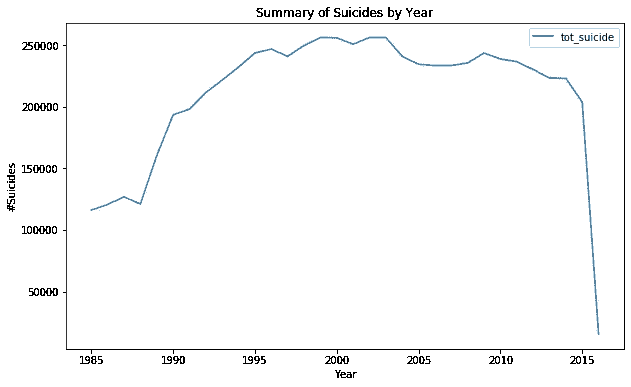 Summary of Suicides by Year
tot_suicide
250000
200000
150000
100000
50000
#Suicides
1985 1990 1995 2000 2005 2010 2015
Year